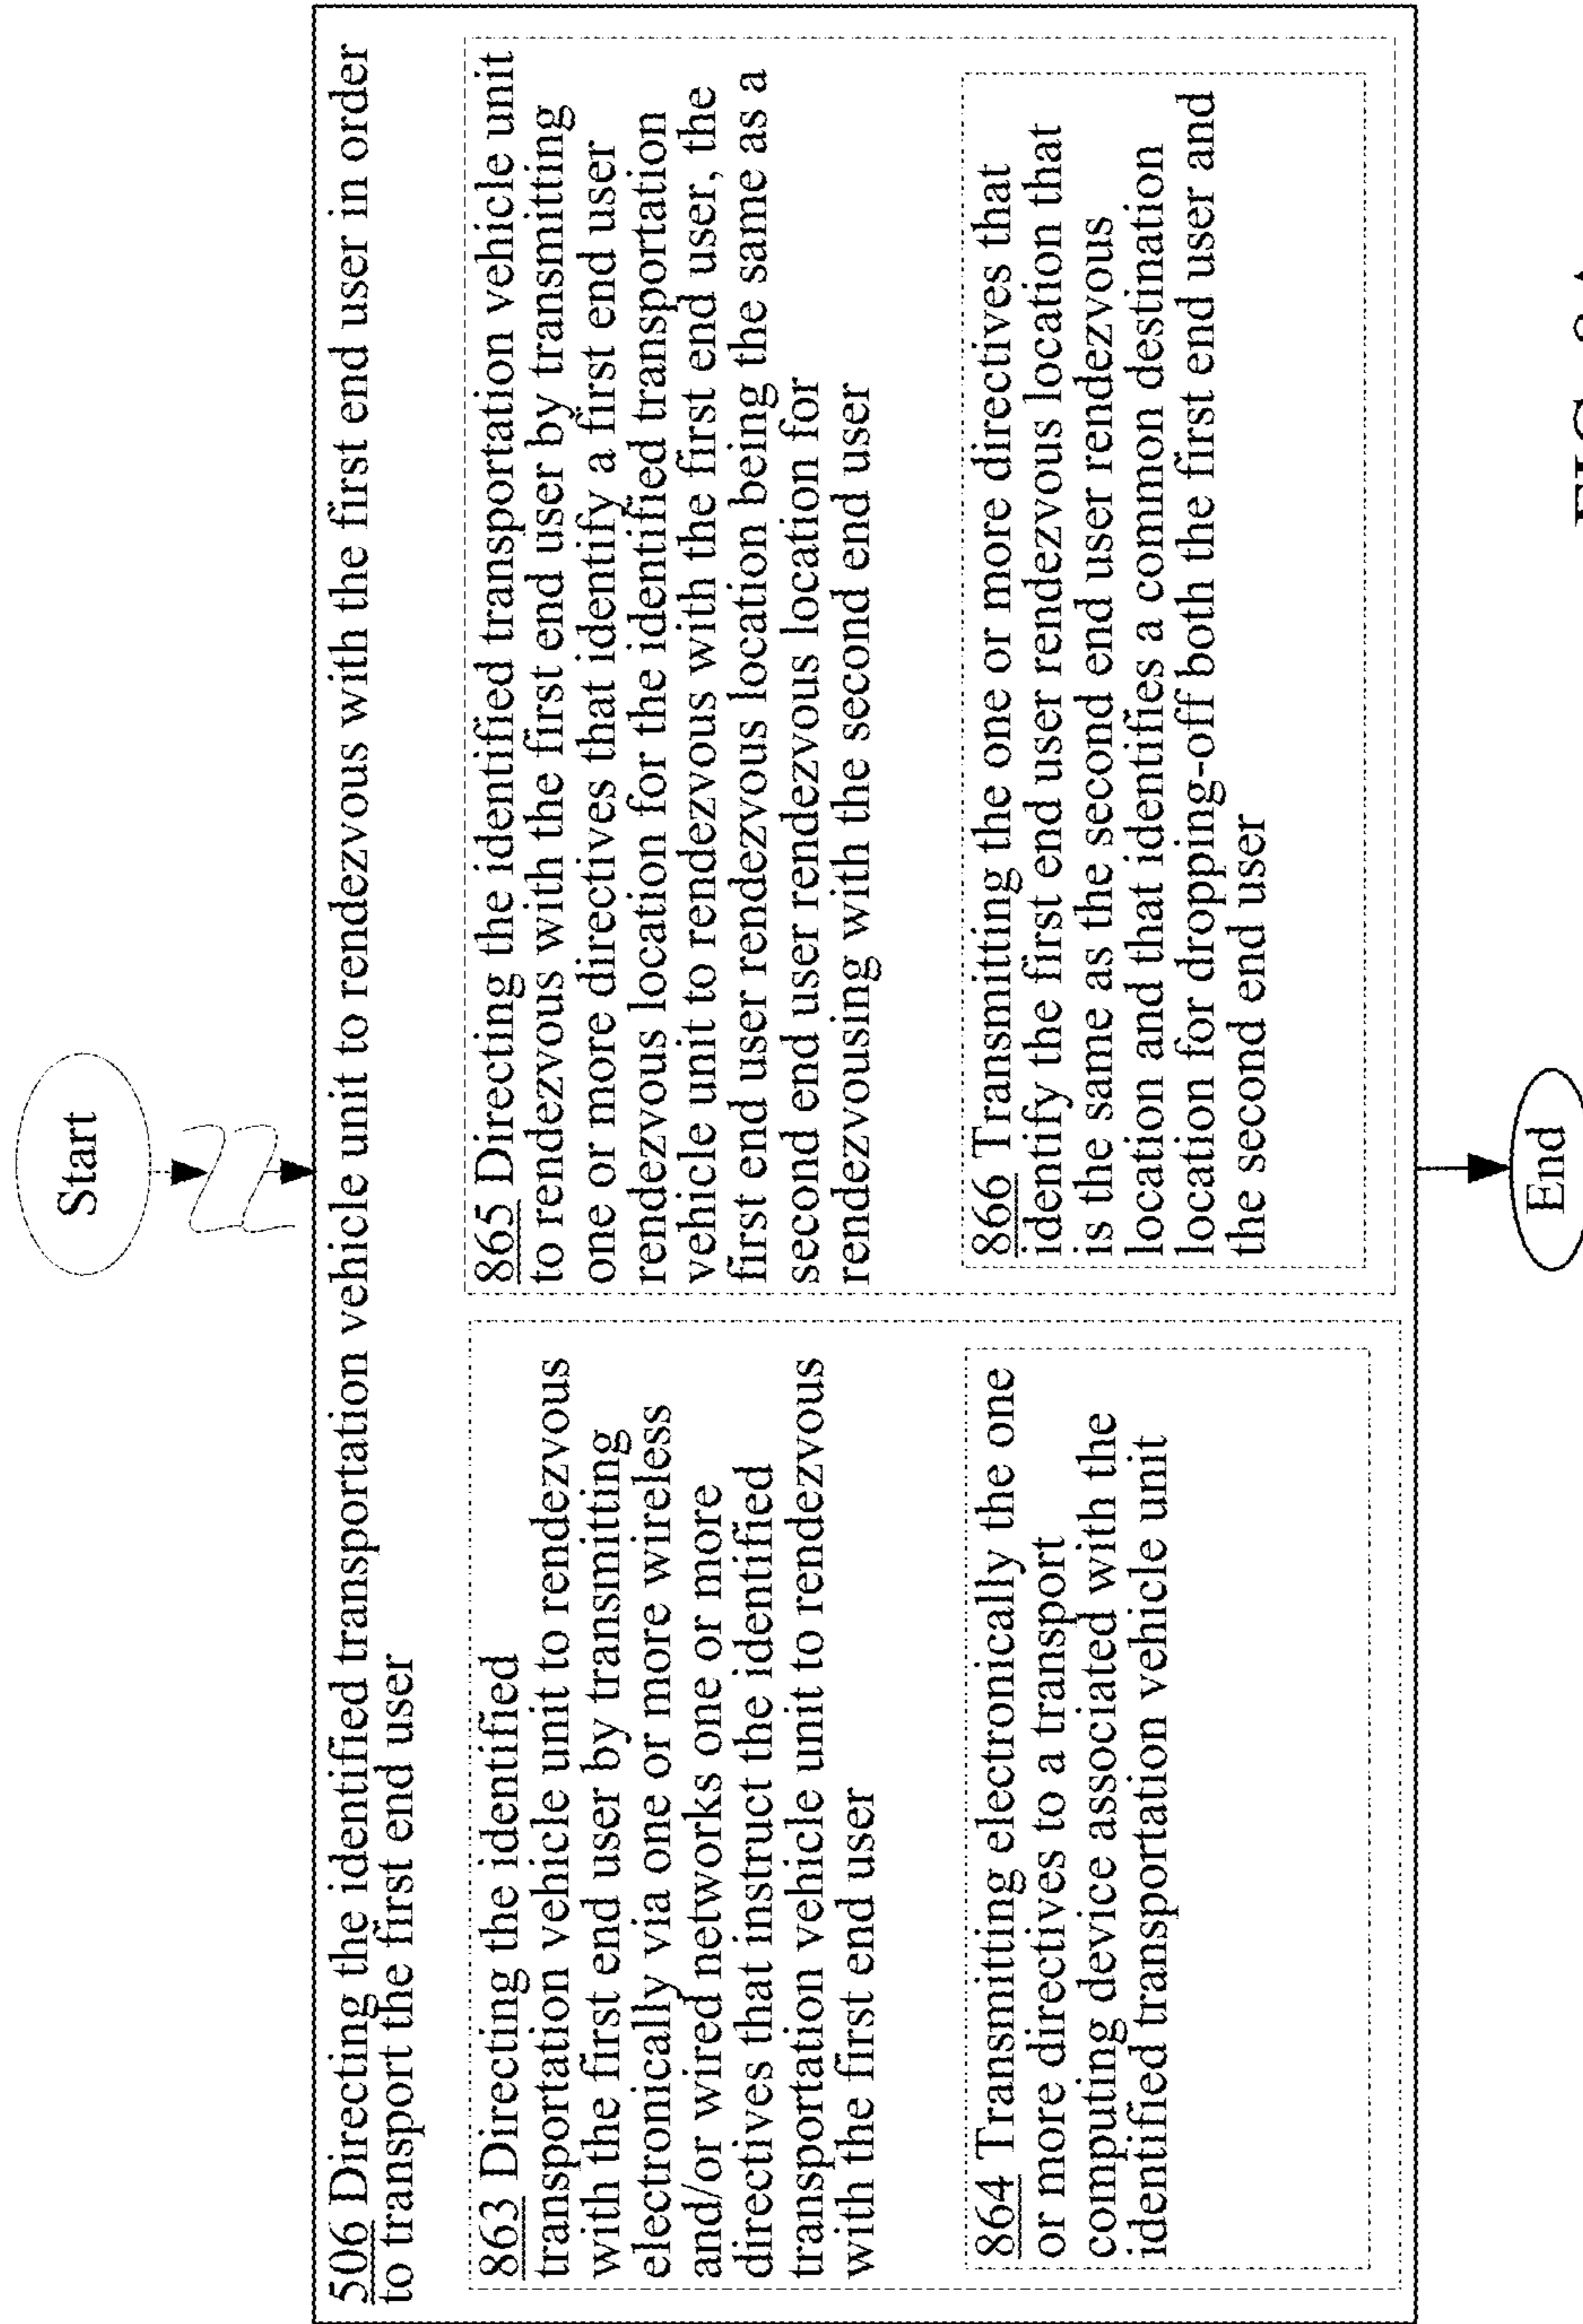 Start
506 Directing the identified transportation vehicle unit to rendezvous with the first end user in order
to transport the first end user
863 Directing the identified
transportation vehicle unit to rendezvous
with the first end user by transmitting
electronically via one or more wireless
and/or wired networks one or more
directives that instruct the identified
transportation vehicle unit to rendezvous
with the first end user
864 Transmitting electronically the one
or more directives to a transport
computing device associated with the
identified transportation vehicle unit
865 Directing the identified transportation vehicle unit
to rendezvous with the first end user by transmitting
one or more directives that identify a first end user
rendezvous location for the identified transportation
vehicle unit to rendezvous with the first end user, the
first end user rendezvous location being the same as a
second end user rendezvous location for
rendezvousing with the second end user
866 Transmitting the one or more directives that
identify the first end user rendezvous location that
is the same as the second end user rendezvous
location and that identifies a common destination
location for dropping-off both the first end user and
the second end user
End